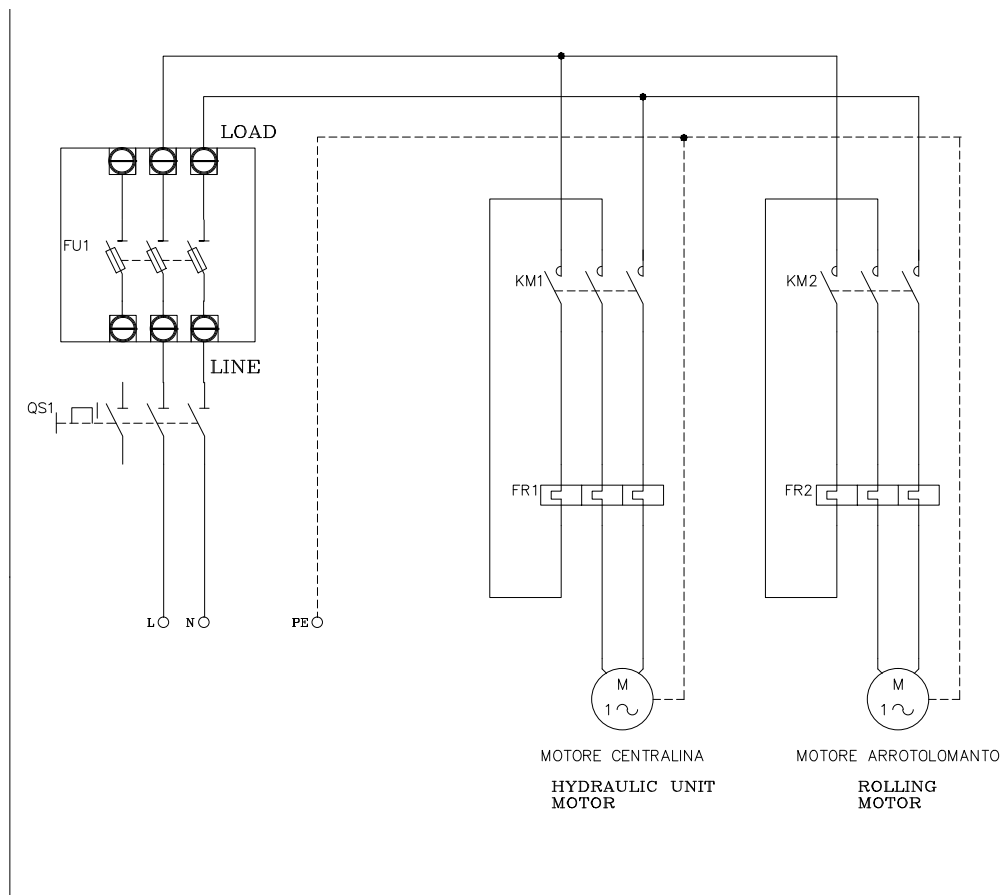 LOAD
FU1
LINE
QS1
KM1
KM2
FR1
FR2
L N PE
M
1
M
1
MOTORE CENTRALINA
HYDRAULIC UNIT
MOTOR
MOTORE ARROTOLOMANTO
ROLLING
MOTOR